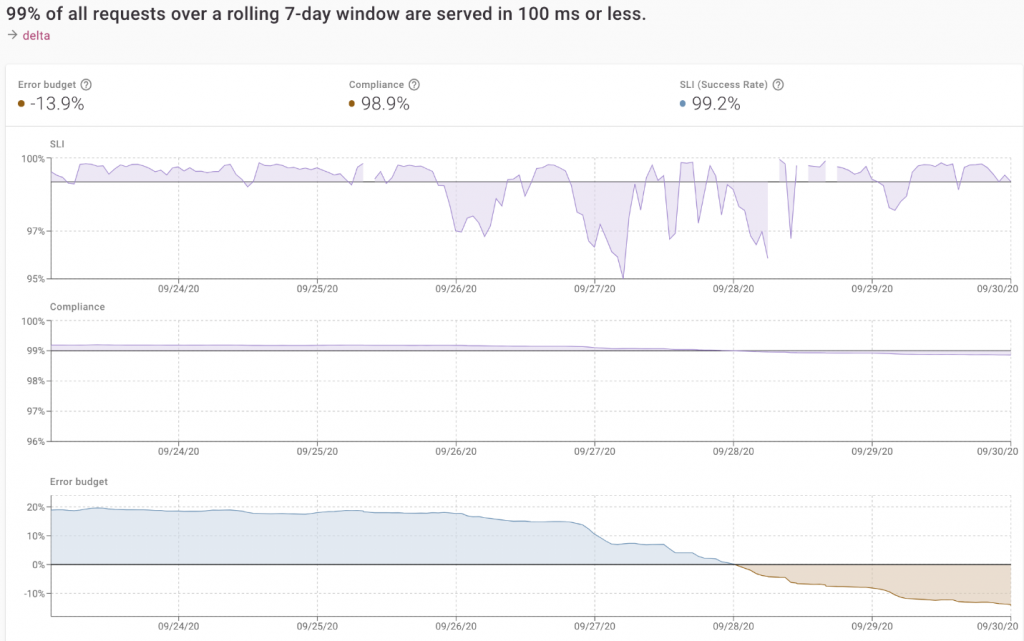 99% of all requests over a rolling 7-day window are served in 100 ms or less.
→ delta
Error budget ? Compliance ? SLI (Success Rate) ?
-13.9% 98.9% 99.2%
SLI
100%
97%
95%
09/24/20 09/25/20 09/26/20 09/27/20 09/28/20 09/29/20 09/30/20
Compliance
100%
99%
98%
97%
96%
09/24/20 09/25/20 09/26/20 09/27/20 09/28/20 09/29/20 09/30/20
Error budget
20%
10%
0%
-10%
09/24/20 09/25/20 09/26/20 09/27/20 09/28/20 09/29/20 09/30/20